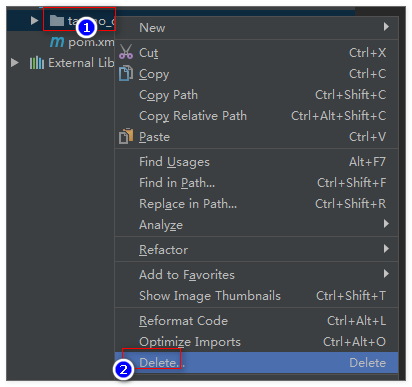 1
New
pom.xm
Cut Ctrl+X
External Lib
Copy Ctrl+C
Copy Path Ctrl+Shift+C
Copy Relative Path Ctrl+Alt+Shift+C
Paste Ctrl+V
Find Usages Alt+F7
Find in Path... Ctrl+Shift+F
Replace in Path... Ctrl+Shift+R
Analyze
Refactor
Add to Favorites
Show Image Thumbnails Ctrl+Shift+T
Reformat Code Ctrl+Alt+L
Optimize Imports Ctrl+Alt+O
2
Delete... Delete